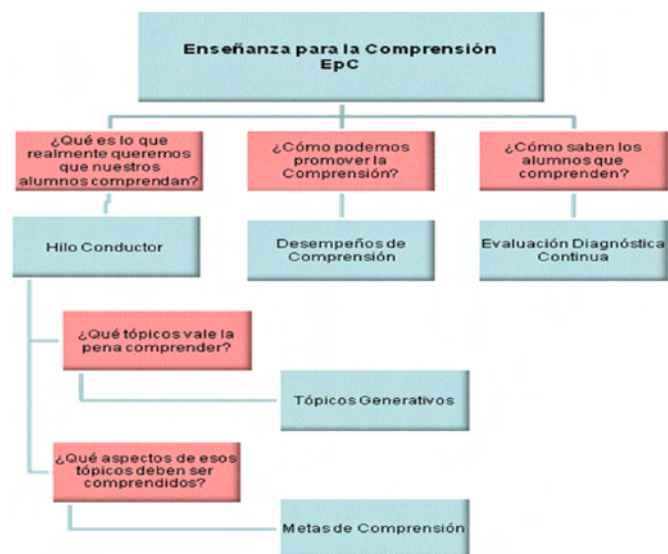 Enseñanza para la Comprensión
EpC
¿Qué es lo que
realmente queremos
que nuestros
alumnos comprendan?
¿Cómo podemos
promover la
Comprensión?
¿Cómo saben los
alumnos que
comprenden?
Hilo Conductor
Desempeños de
Comprensión
Evaluación Diagnóstica
Continua
¿Qué tópicos vale la
pena comprender?
Tópicos Generativos
¿Qué aspectos de esos
tópicos deben ser
comprendidos?
Metas de Comprensión